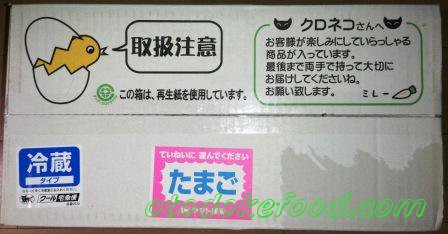 取扱注意
この箱は、再生紙を使用しています。
クロネコさんへ
お客様が楽しみにしていらっしゃる
商品が入っています。
最後まで両手で持って大切に
お届けしてくださいね。
お願い致します。
ミレー
冷蔵
タイプ
クール宅急便
ていねいに 運んでください
たまご
otodokefood.com